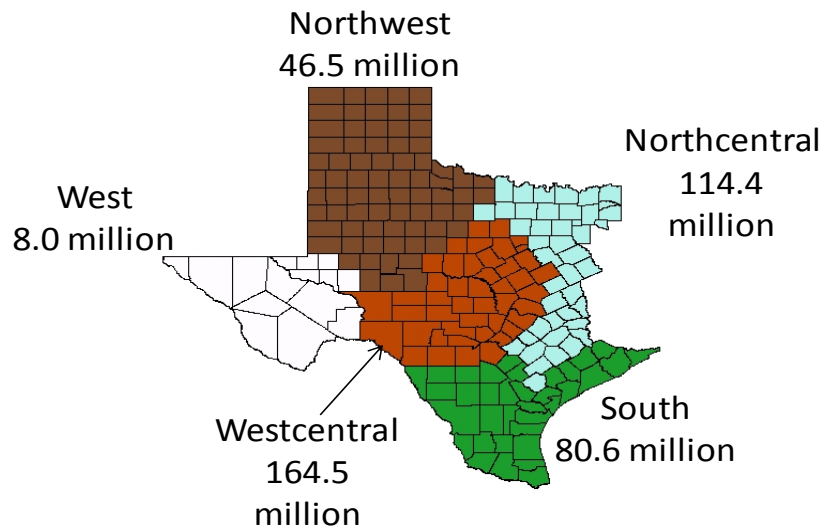 Northwest
46.5 million
Northcentral
114.4
million
West
8.0 million
Westcentral
164.5
million
South
80.6 million